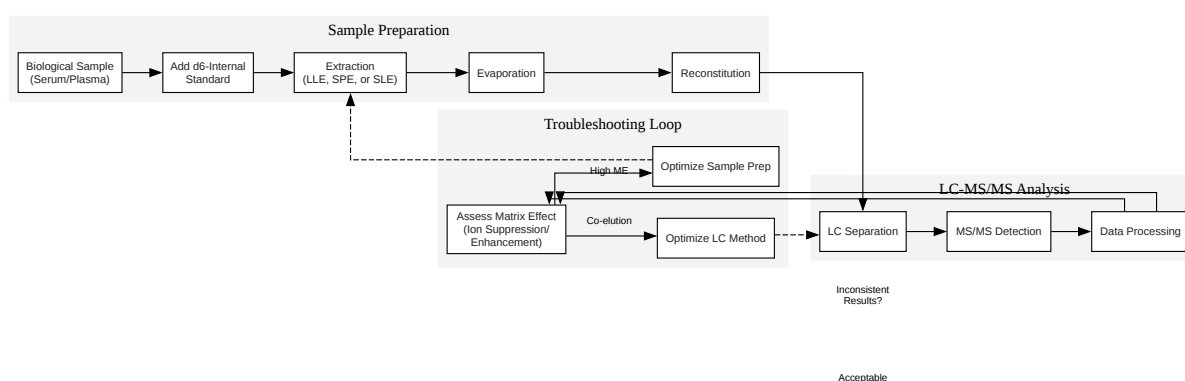 Sample Preparation
Biological Sample
(Serum/Plasma)
Add d6-Internal
Standard
Extraction
(LLE, SPE, or SLE)
Evaporation
Reconstitution
Troubleshooting Loop
Optimize Sample Prep
High ME
LC-MS/MS Analysis
Assess Matrix Effect
(Ion Suppression/
Enhancement)
Co-elution
Optimize LC Method
LC Separation
MS/MS Detection
Data Processing
Inconsistent
Results?
Acceptable